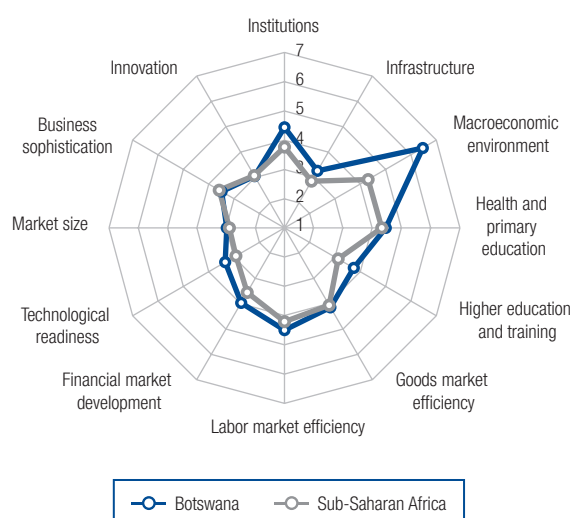 Institutions
7
6
5
4
3
2
1
Infrastructure
Macroeconomic
environment
Health and
primary
education
Higher education
and training
Goods market
efficiency
Labor market efficiency
Financial market
development
Technological
readiness
Market size
Business
sophistication
Innovation
Botswana
Sub-Saharan Africa